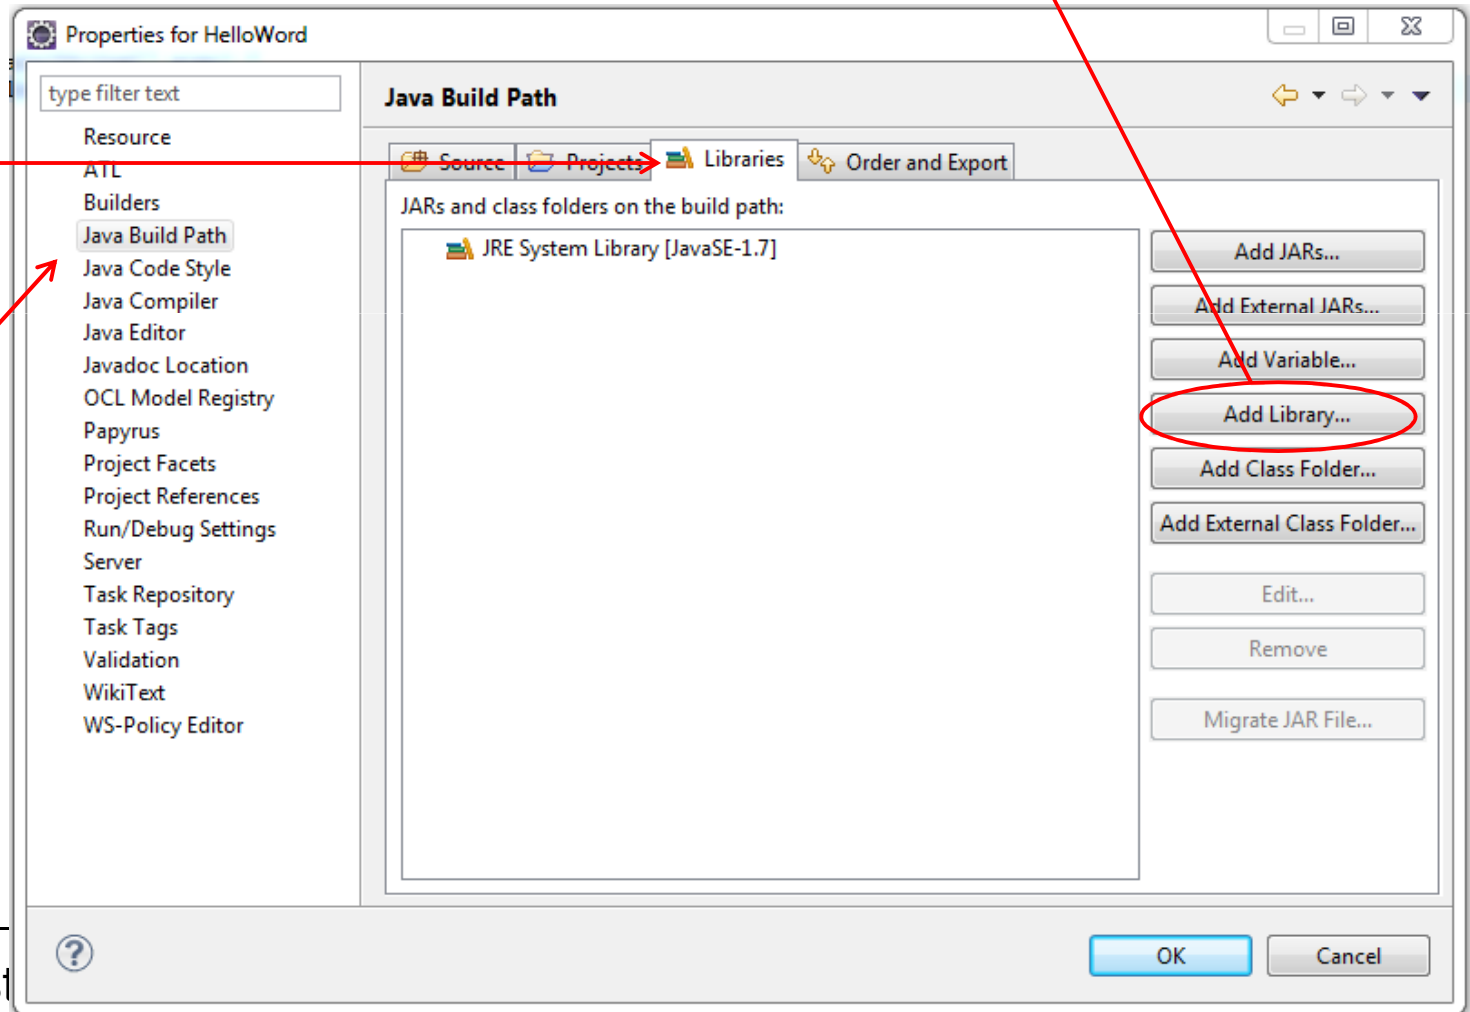 Properties for HelloWord
type filter text
Resource
ATL
Builders
Java Build Path
Java Code Style
Java Compiler
Java Editor
Javadoc Location
OCL Model Registry
Papyrus
Project Facets
Project References
Run/Debug Settings
Server
Task Repository
Task Tags
Validation
WikiText
WS-Policy Editor
Java Build Path
Source Projects Libraries Order and Export
JARs and class folders on the build path:
JRE System Library [JavaSE-1.7]
Add JARs...
Add External JARs...
Add Variable...
Add Library...
Add Class Folder...
Add External Class Folder...
Edit...
Remove
Migrate JAR File...
OK Cancel